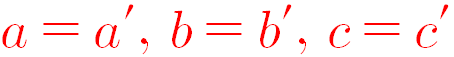 a = a′, b = b′, c = c′